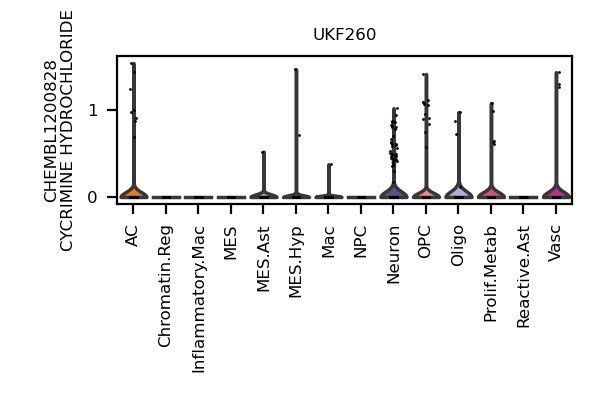 UKF260
CHEMBL1200828
CYCRIMINE HYDROCHLORIDE
1
0
AC
Chromatin.Reg
Inflammatory.Mac
MES
MES.Ast
MES.Hyp
Mac
NPC
Neuron
OPC
Oligo
Prolif.Metab
Reactive.Ast
Vasc